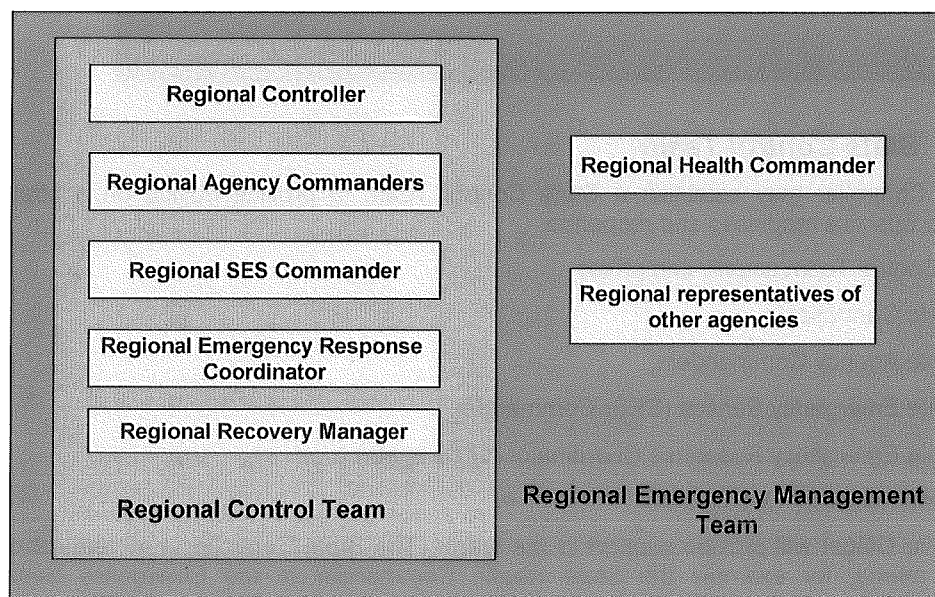 Regional Controller
Regional Agency Commanders
Regional SES Commander
Regional Emergency Response
Coordinator
Regional Recovery Manager
Regional Control Team
Regional Health Commander
Regional representatives of
other agencies
Regional Emergency Management
Team